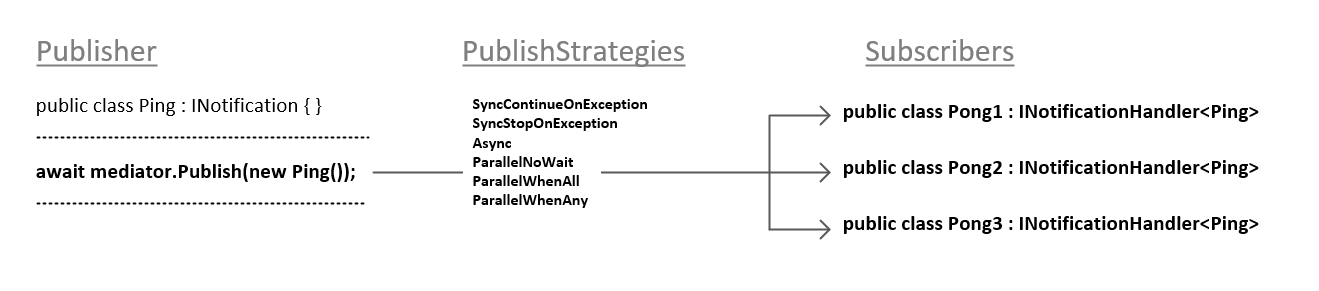 Publisher
public class Ping : INotification { }
await mediator.Publish(new Ping());
PublishStrategies
SyncContinueOnException
SyncStopOnException
Async
ParallelNoWait
ParallelWhenAll
ParallelWhenAny
Subscribers
public class Pong1 : INotificationHandler<Ping>
public class Pong2 : INotificationHandler<Ping>
public class Pong3 : INotificationHandler<Ping>